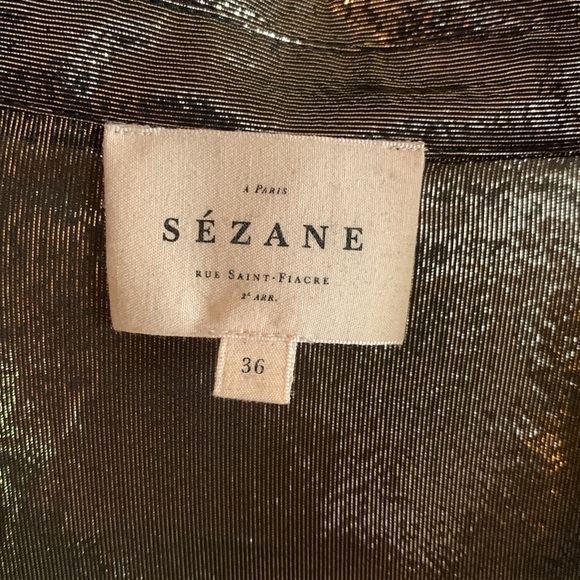 À PARIS
SÉZANE
RUE SAINT-FIACRE
2ᴱ ARR.
36